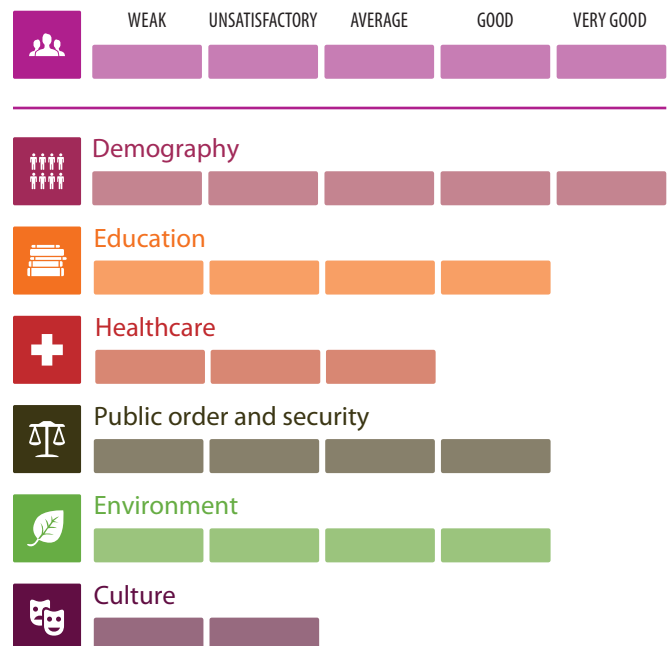 WEAK UNSATISFACTORY AVERAGE GOOD VERY GOOD
Demography
Education
Healthcare
Public order and security
Environment
Culture